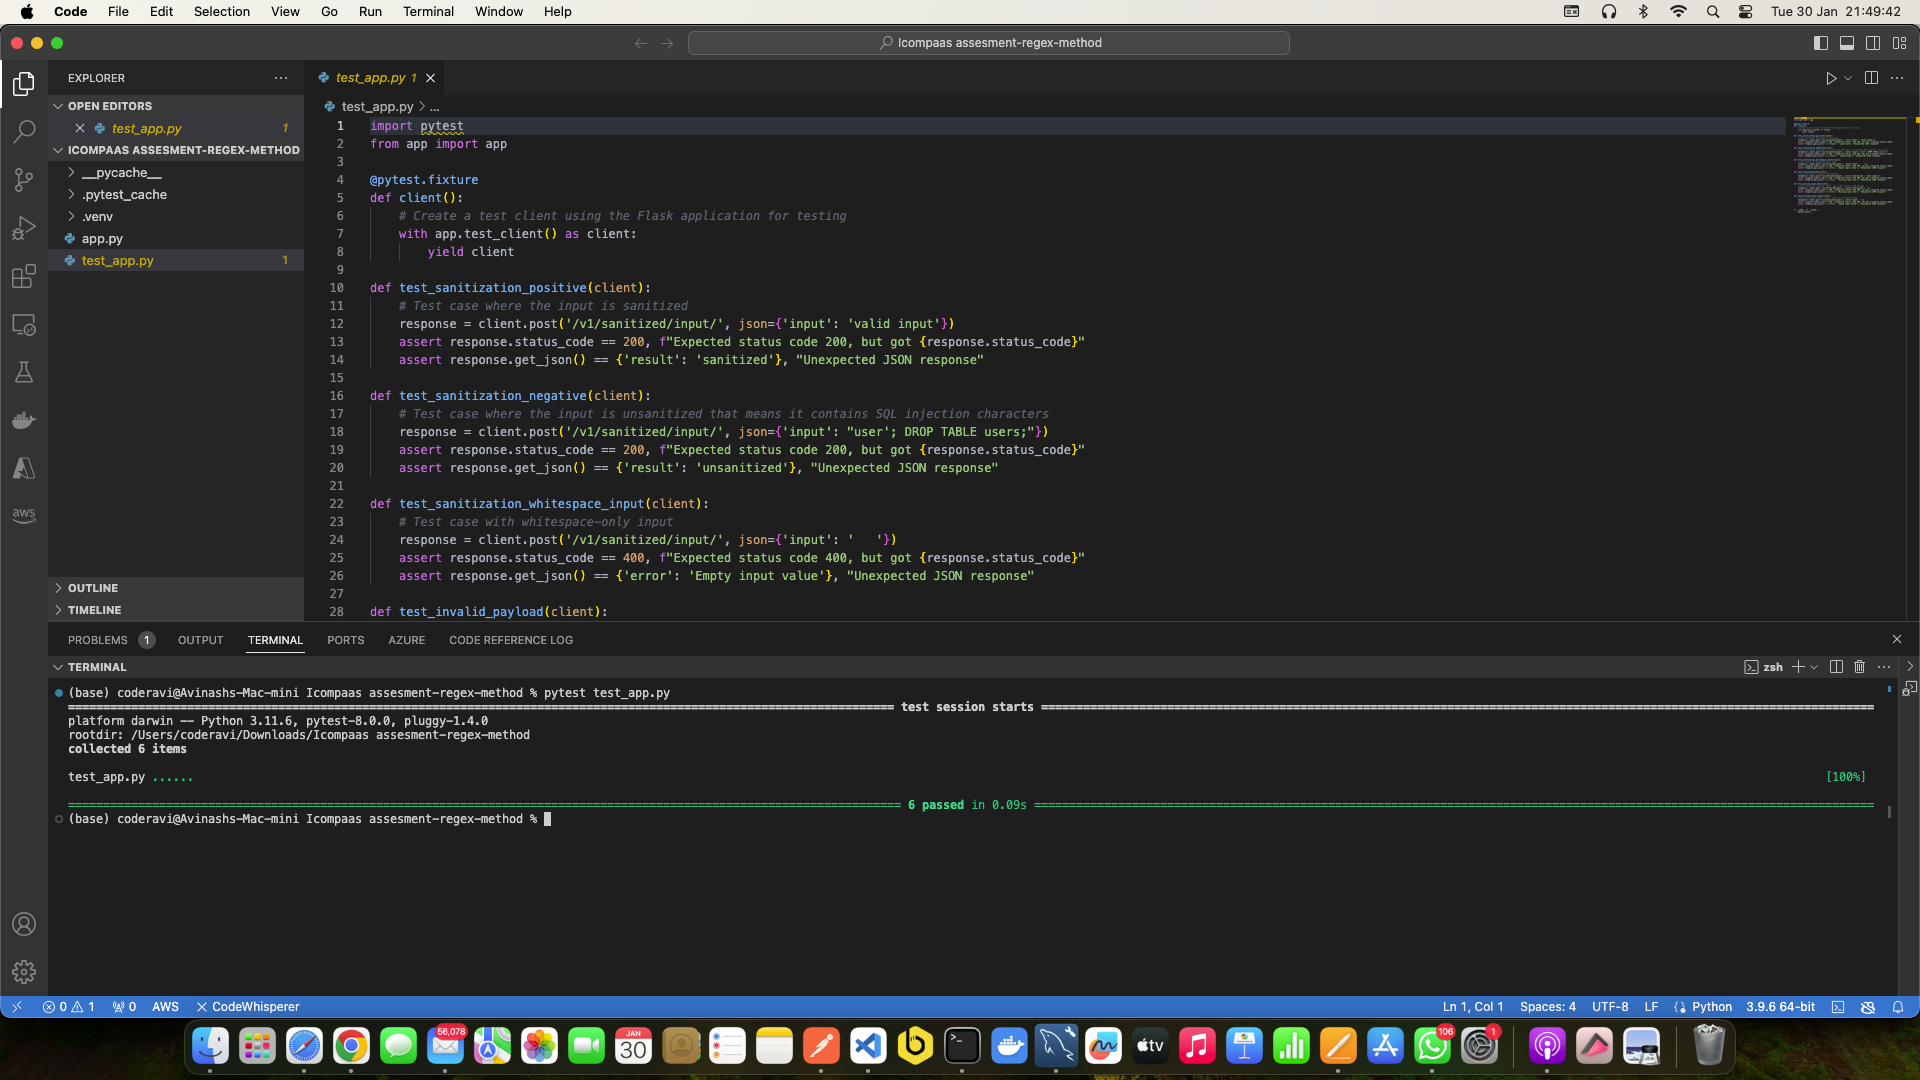 Code File Edit Selection View Go Run Terminal Window Help Tue 30 Jan 21:49:42
Icompaas assesment-regex-method
EXPLORER
OPEN EDITORS
test_app.py 1
ICOMPAAS ASSESMENT-REGEX-METHOD
__pycache__
.pytest_cache
.venv
app.py
test_app.py 1
OUTLINE
TIMELINE
aws
test_app.py 1
test_app.py > ...
1 import pytest
2 from app import app
3
4 @pytest.fixture
5 def client():
6 # Create a test client using the Flask application for testing
7 with app.test_client() as client:
8 yield client
9
10 def test_sanitization_positive(client):
11 # Test case where the input is sanitized
12 response = client.post('/v1/sanitized/input/', json={'input': 'valid input'})
13 assert response.status_code == 200, f"Expected status code 200, but got {response.status_code}"
14 assert response.get_json() == {'result': 'sanitized'}, "Unexpected JSON response"
15
16 def test_sanitization_negative(client):
17 # Test case where the input is unsanitized that means it contains SQL injection characters
18 response = client.post('/v1/sanitized/input/', json={'input': "user'; DROP TABLE users;"})
19 assert response.status_code == 200, f"Expected status code 200, but got {response.status_code}"
20 assert response.get_json() == {'result': 'unsanitized'}, "Unexpected JSON response"
21
22 def test_sanitization_whitespace_input(client):
23 # Test case with whitespace-only input
24 response = client.post('/v1/sanitized/input/', json={'input': '   '})
25 assert response.status_code == 400, f"Expected status code 400, but got {response.status_code}"
26 assert response.get_json() == {'error': 'Empty input value'}, "Unexpected JSON response"
27
28 def test_invalid_payload(client):
PROBLEMS 1 OUTPUT TERMINAL PORTS AZURE CODE REFERENCE LOG
TERMINAL zsh
(base) coderavi@Avinashs-Mac-mini Icompaas assesment-regex-method % pytest test_app.py
test session starts
platform darwin -- Python 3.11.6, pytest-8.0.0, pluggy-1.4.0
rootdir: /Users/coderavi/Downloads/Icompaas assesment-regex-method
collected 6 items
test_app.py ...... [100%]
6 passed in 0.09s
(base) coderavi@Avinashs-Mac-mini Icompaas assesment-regex-method %
0 1 0 AWS CodeWhisperer Ln 1, Col 1 Spaces: 4 UTF-8 LF Python 3.9.6 64-bit
56,078 JAN 30 tv 106 1